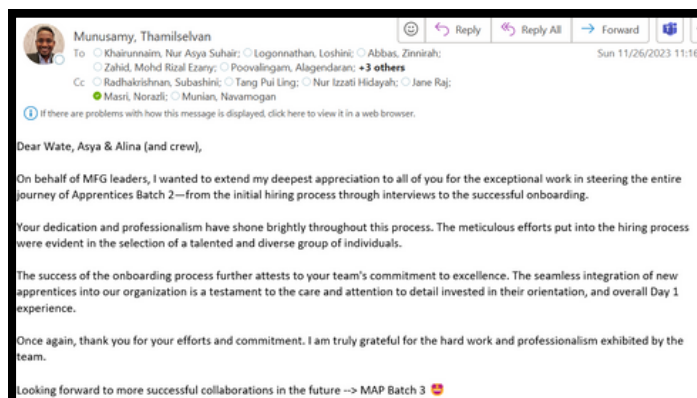 Munusamy, Thamilselvan
Reply
Reply All
Forward
To Khairunnaim, Nur Asya Suhair; Logonnathan, Loshini; Abbas, Zinnirah;
Zahid, Mohd Rizal Ezany; Poovalingam, Alagendaran; +3 others
Sun 11/26/2023 11:16
Cc Radhakrishnan, Subashini; Tang Pui Ling; Nur Izzati Hidayah; Jane Raj;
Masri, Norazli; Munian, Navamogan
If there are problems with how this message is displayed, click here to view it in a web browser.
Dear Wate, Asya & Alina (and crew),
On behalf of MFG leaders, I wanted to extend my deepest appreciation to all of you for the exceptional work in steering the entire
journey of Apprentices Batch 2—from the initial hiring process through interviews to the successful onboarding.
Your dedication and professionalism have shone brightly throughout this process. The meticulous efforts put into the hiring process
were evident in the selection of a talented and diverse group of individuals.
The success of the onboarding process further attests to your team's commitment to excellence. The seamless integration of new
apprentices into our organization is a testament to the care and attention to detail invested in their orientation, and overall Day 1
experience.
Once again, thank you for your efforts and commitment. I am truly grateful for the hard work and professionalism exhibited by the
team.
Looking forward to more successful collaborations in the future --> MAP Batch 3 🤩